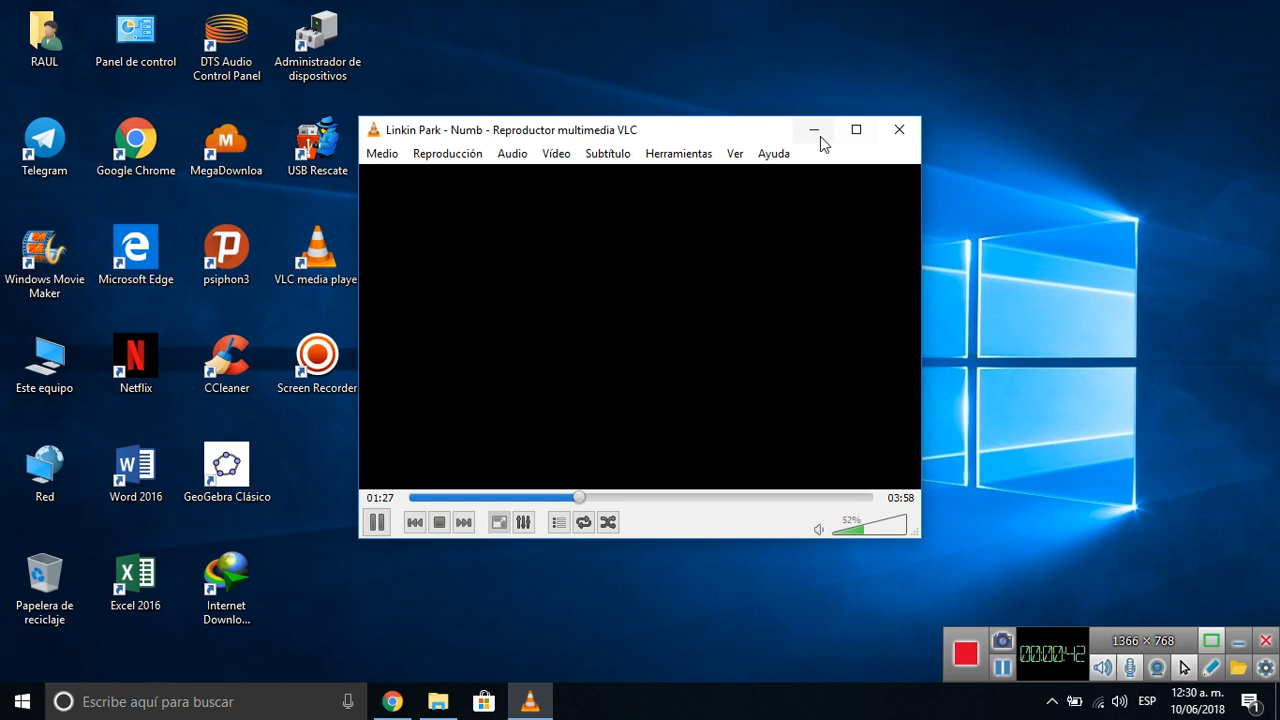 RAUL
Panel de control
DTS Audio
Control Panel
Administrador de
dispositivos
Telegram
Google Chrome
MegaDownloa
USB Rescate
Windows Movie
Maker
Microsoft Edge
psiphon3
VLC media playe
Este equipo
Netflix
CCleaner
Screen Recorder
Red
Word 2016
GeoGebra Clásico
Papelera de
reciclaje
Excel 2016
Internet
Downlo...
Linkin Park - Numb - Reproductor multimedia VLC
Medio Reproducción Audio Vídeo Subtítulo Herramientas Ver Ayuda
01:27 03:58
52%
1366 × 768
00:00:42
Escribe aquí para buscar
ESP
12:30 a. m.
10/06/2018
1